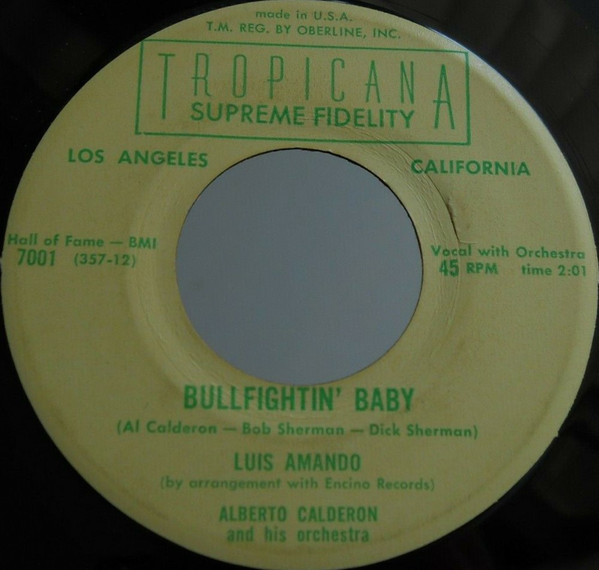 made in U.S.A.
T.M. REG. BY OBERLINE, INC.
TROPICANA
SUPREME FIDELITY
LOS ANGELES
CALIFORNIA
Hall of Fame — BMI
7001 (357-12)
Vocal with Orchestra
45 RPM time 2:01
BULLFIGHTIN' BABY
(Al Calderon — Bob Sherman — Dick Sherman)
LUIS AMANDO
(by arrangement with Encino Records)
ALBERTO CALDERON
and his orchestra